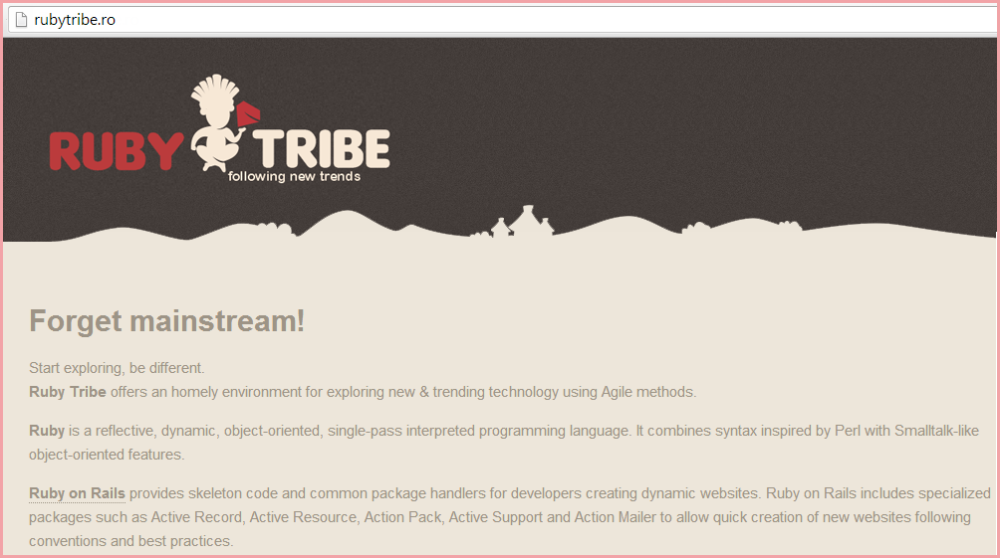 rubytribe.ro
RUBY TRIBE
following new trends
Forget mainstream!
Start exploring, be different.
Ruby Tribe offers an homely environment for exploring new & trending technology using Agile methods.
Ruby is a reflective, dynamic, object-oriented, single-pass interpreted programming language. It combines syntax inspired by Perl with Smalltalk-like
object-oriented features.
Ruby on Rails provides skeleton code and common package handlers for developers creating dynamic websites. Ruby on Rails includes specialized
packages such as Active Record, Active Resource, Action Pack, Active Support and Action Mailer to allow quick creation of new websites following
conventions and best practices.